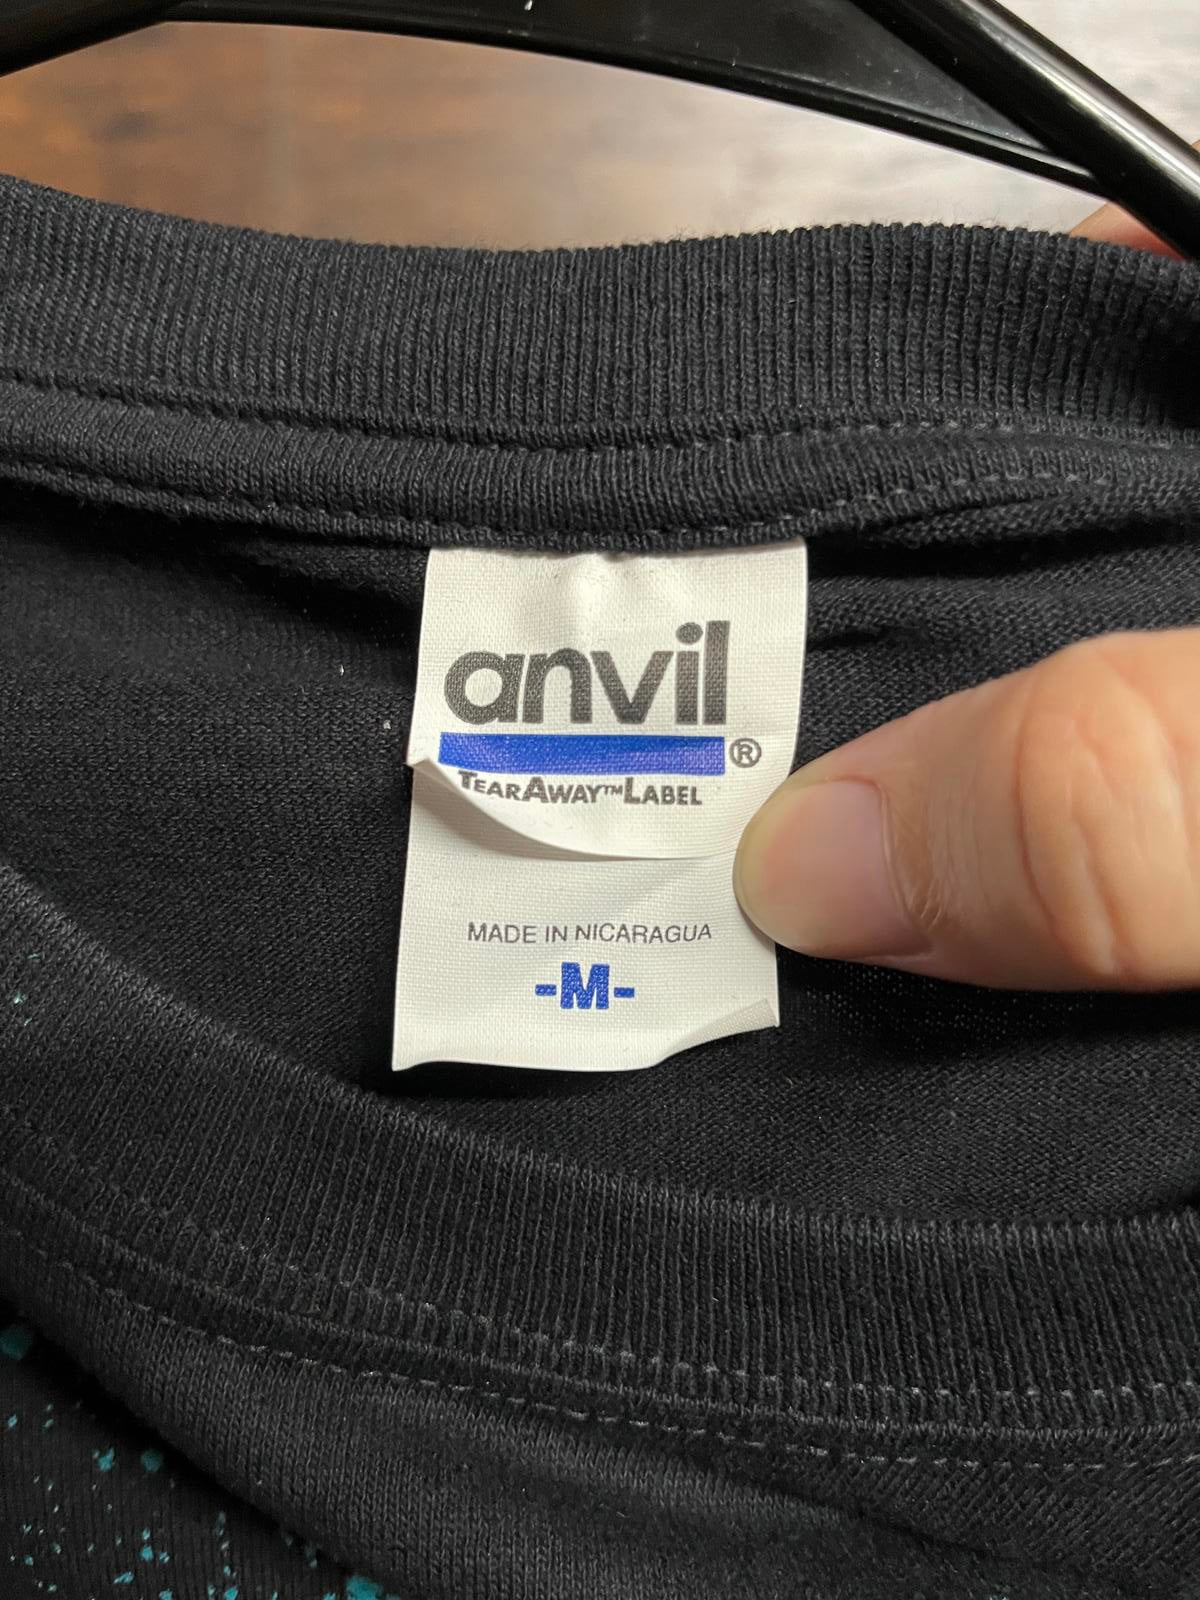 anvil
®
TEARAWAY™LABEL
MADE IN NICARAGUA
-M-